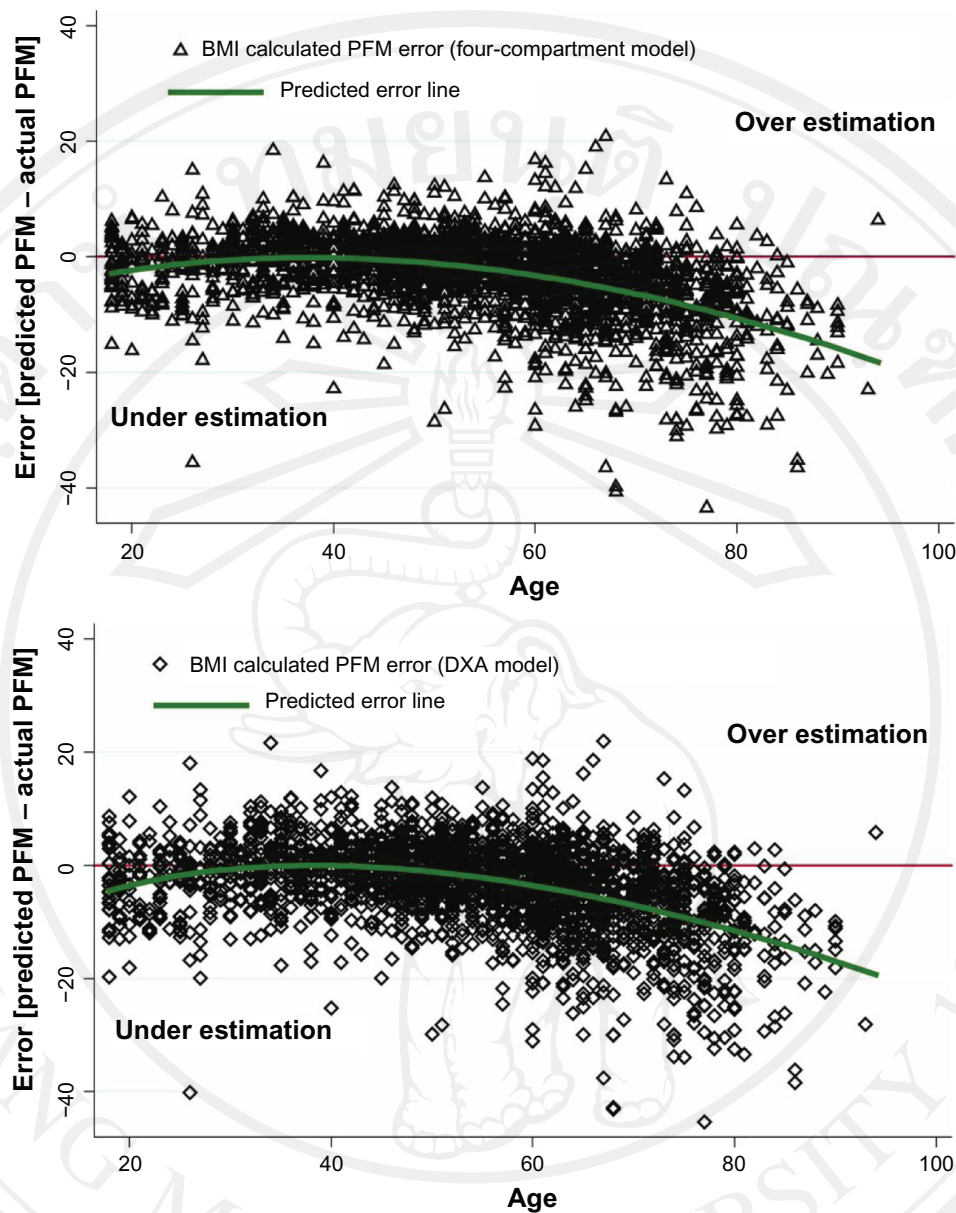 40
20
0
−20
−40
Error [predicted PFM – actual PFM]
BMI calculated PFM error (four-compartment model)
Predicted error line
Over estimation
Under estimation
20 40 60 80 100
Age
40
20
0
−20
−40
Error [predicted PFM – actual PFM]
BMI calculated PFM error (DXA model)
Predicted error line
Over estimation
Under estimation
20 40 60 80 100
Age